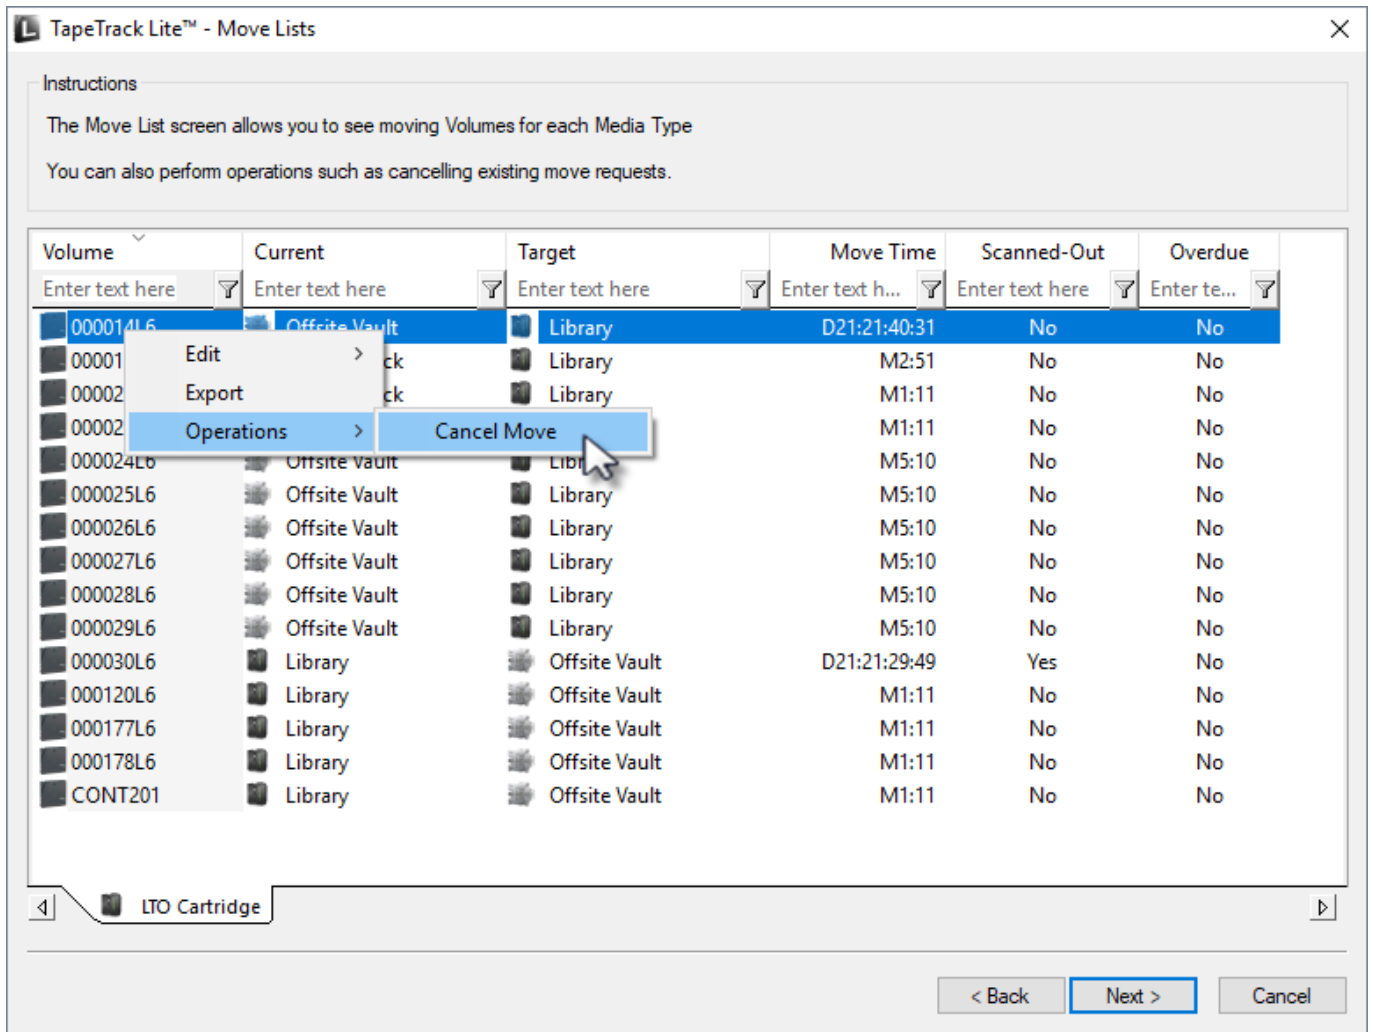 TapeTrack Lite™ - Move Lists
Instructions
The Move List screen allows you to see moving Volumes for each Media Type
You can also perform operations such as cancelling existing move requests.
Volume Current Target Move Time Scanned-Out Overdue
Enter text here Enter text here Enter text here Enter text h... Enter text here Enter te...
000014L6 Offsite Vault Library D21:21:40:31 No No
00001 ck Library M2:51 No No
00002 ck Library M1:11 No No
00002 M1:11 No No
Edit
Export
Operations
Cancel Move
000024L6 Offsite Vault M5:10 No No
000025L6 Offsite Vault Library M5:10 No No
000026L6 Offsite Vault Library M5:10 No No
000027L6 Offsite Vault Library M5:10 No No
000028L6 Offsite Vault Library M5:10 No No
000029L6 Offsite Vault Library M5:10 No No
000030L6 Library Offsite Vault D21:21:29:49 Yes No
000120L6 Library Offsite Vault M1:11 No No
000177L6 Library Offsite Vault M1:11 No No
000178L6 Library Offsite Vault M1:11 No No
CONT201 Library Offsite Vault M1:11 No No
LTO Cartridge
< Back Next > Cancel